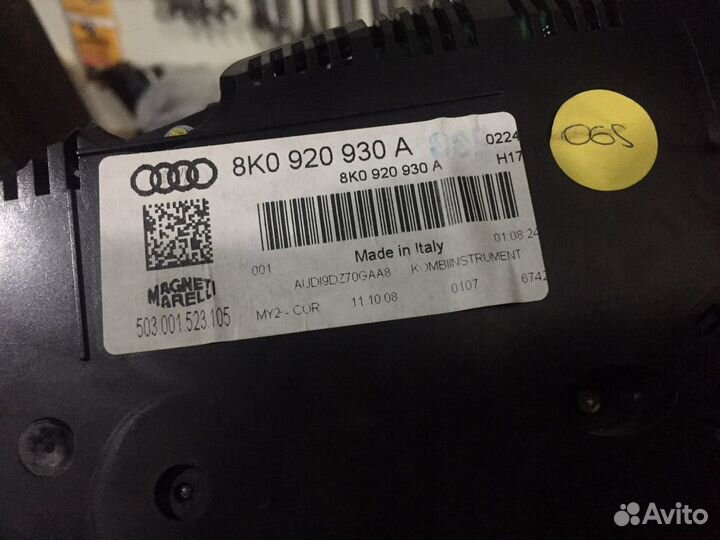 8K0 920 930 A
0224
H17
8K0 920 930 A
Made in Italy
01.08 24
001
AUDI9DZ70GAA8 KOMBIINSTRUMENT
MAGNETI
MARELLI
503.001.523.105
MY2 - COR 11.10.08 0107 6742
Avito